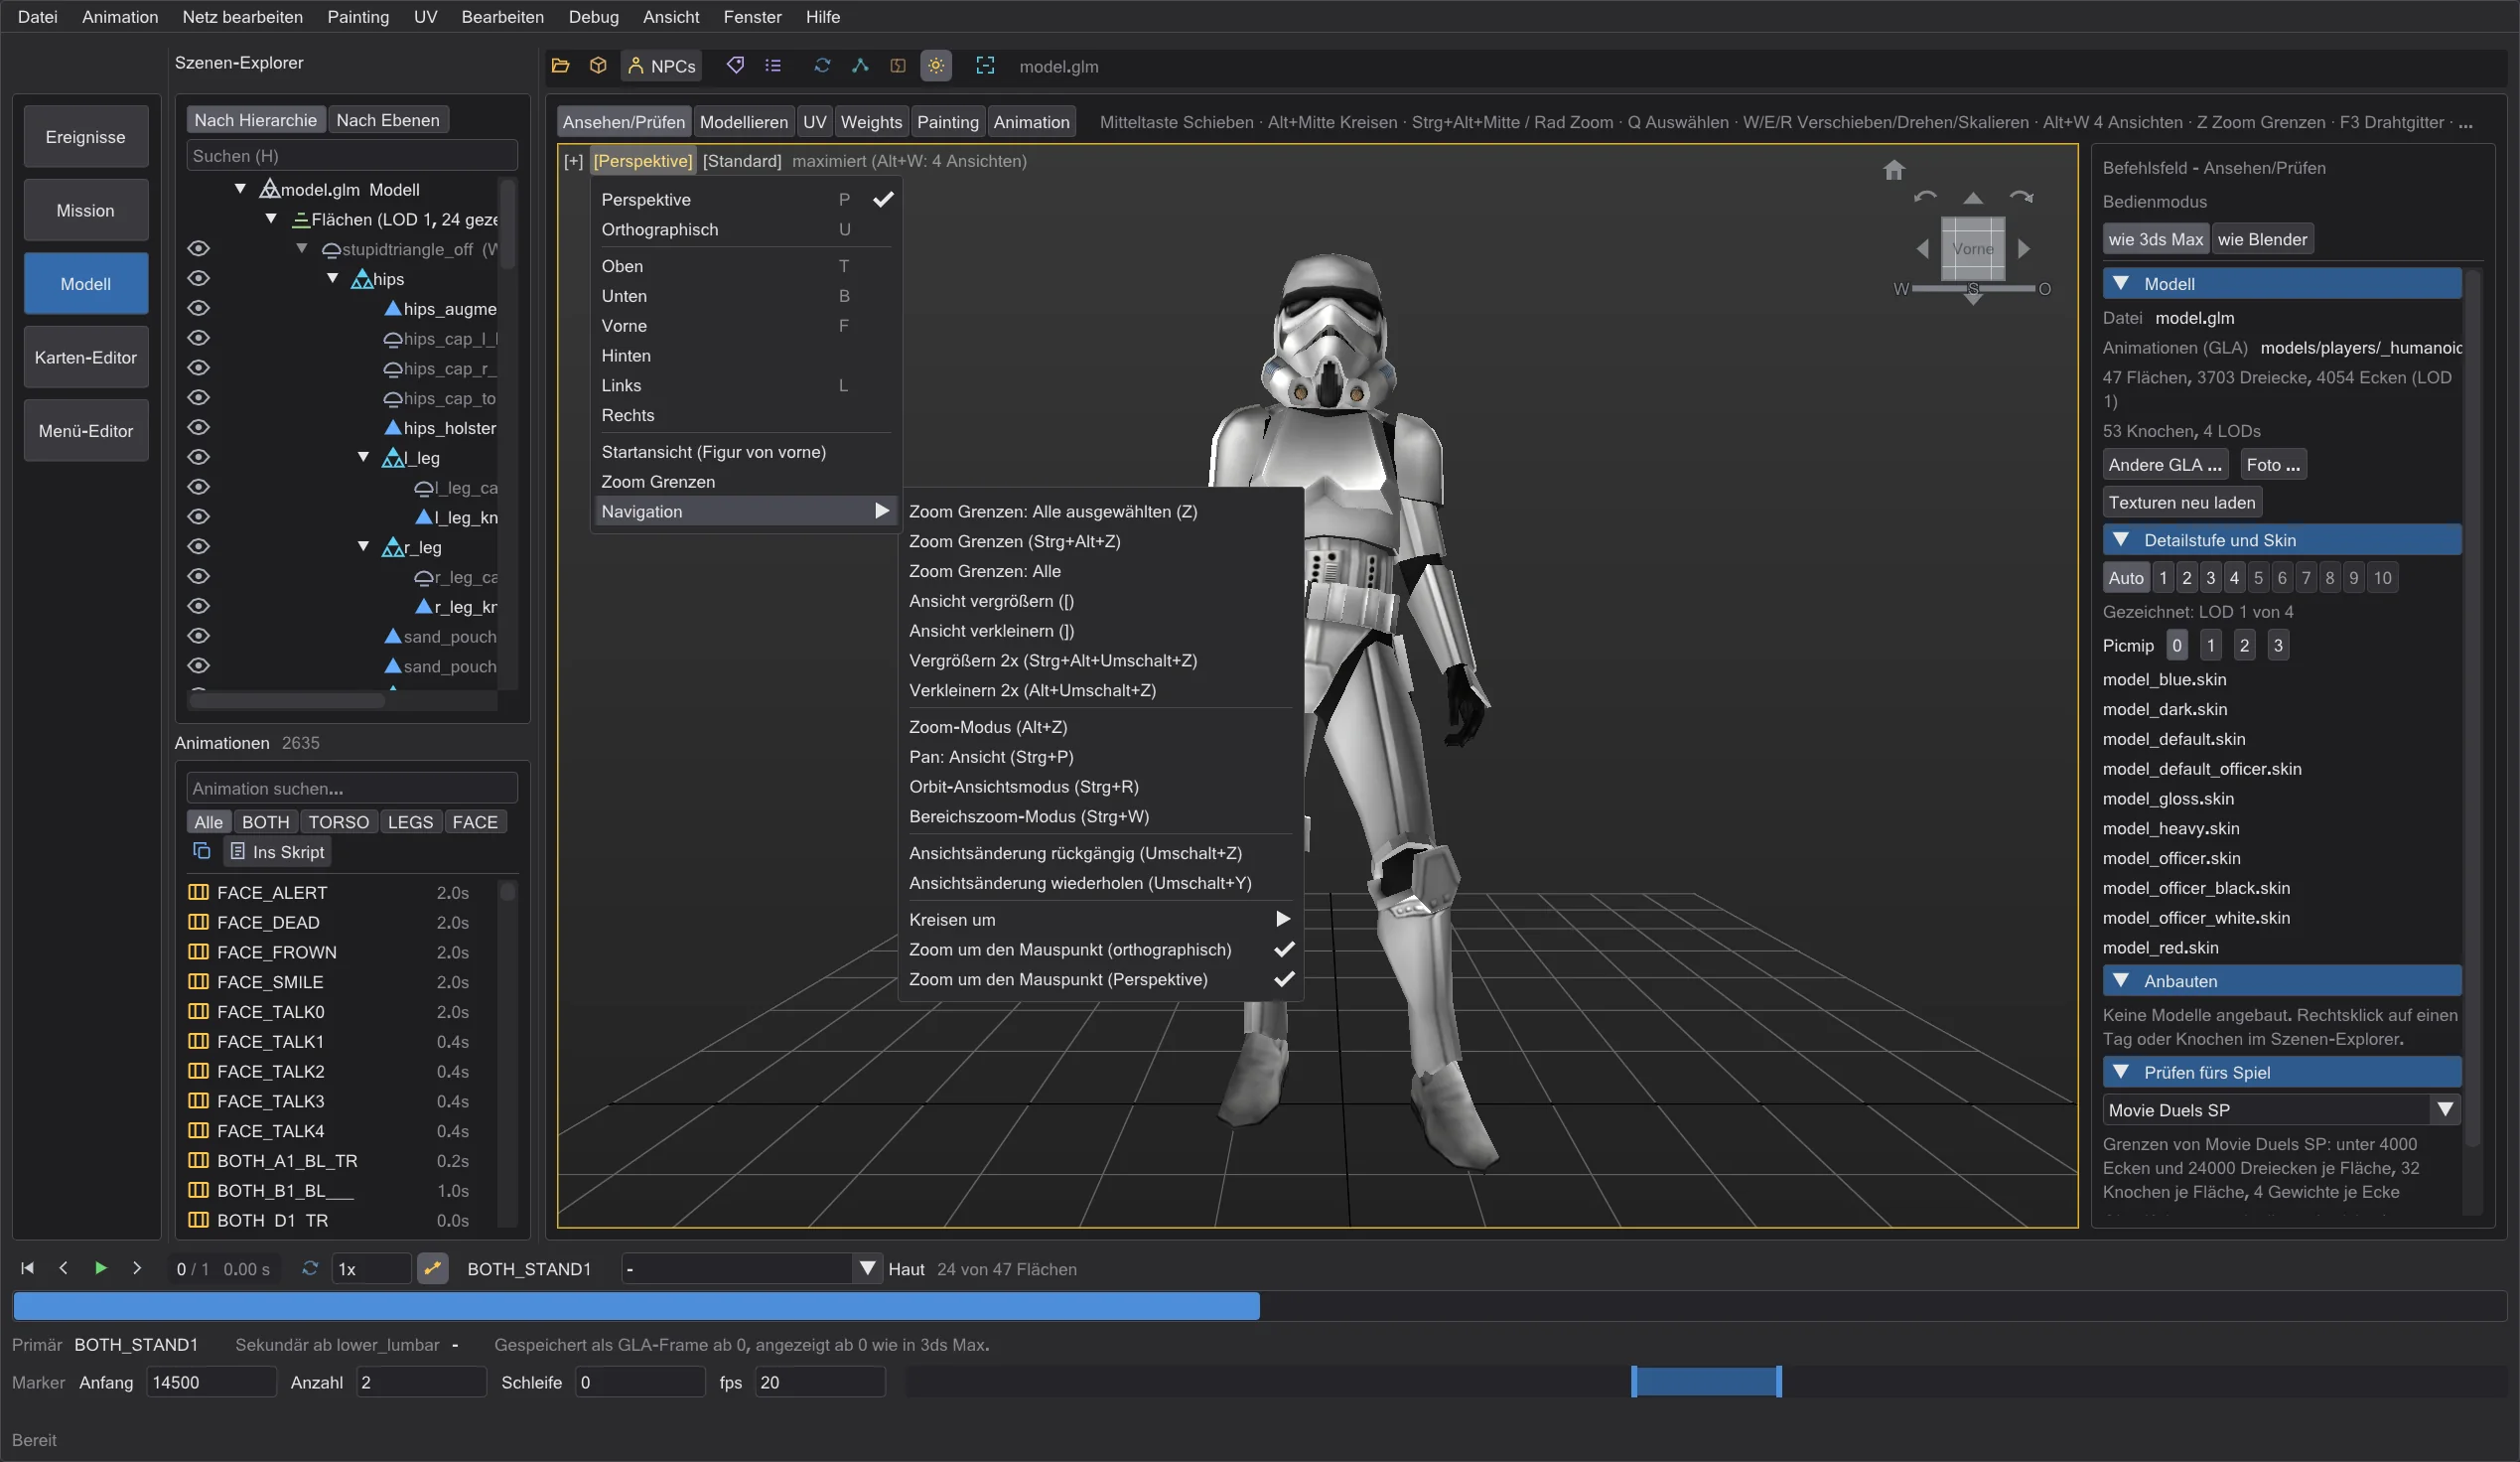 Datei Animation Netz bearbeiten Painting UV Bearbeiten Debug Ansicht Fenster Hilfe
Szenen-Explorer
NPCs model.glm
Ereignisse
Mission
Modell
Karten-Editor
Menü-Editor
Nach Hierarchie Nach Ebenen
Suchen (H)
model.glm Modell
Flächen (LOD 1, 24 geze
stupidtriangle_off (W
hips
hips_augme
hips_cap_l_l
hips_cap_r_
hips_cap_to
hips_holster
l_leg
l_leg_ca
l_leg_kn
r_leg
r_leg_ca
r_leg_kn
sand_pouch
sand_pouch
Animationen 2635
Animation suchen...
Alle BOTH TORSO LEGS FACE
Ins Skript
FACE_ALERT 2.0s
FACE_DEAD 2.0s
FACE_FROWN 2.0s
FACE_SMILE 2.0s
FACE_TALK0 2.0s
FACE_TALK1 0.4s
FACE_TALK2 0.4s
FACE_TALK3 0.4s
FACE_TALK4 0.4s
BOTH_A1_BL_TR 0.2s
BOTH_B1_BL___ 1.0s
BOTH_D1_TR 0.0s
Ansehen/Prüfen Modellieren UV Weights Painting Animation Mitteltaste Schieben · Alt+Mitte Kreisen · Strg+Alt+Mitte / Rad Zoom · Q Auswählen · W/E/R Verschieben/Drehen/Skalieren · Alt+W 4 Ansichten · Z Zoom Grenzen · F3 Drahtgitter · ...
[+] [Perspektive] [Standard] maximiert (Alt+W: 4 Ansichten)
Perspektive P
Orthographisch U
Oben T
Unten B
Vorne F
Hinten
Links L
Rechts
Startansicht (Figur von vorne)
Zoom Grenzen
Navigation
Zoom Grenzen: Alle ausgewählten (Z)
Zoom Grenzen (Strg+Alt+Z)
Zoom Grenzen: Alle
Ansicht vergrößern ([)
Ansicht verkleinern (])
Vergrößern 2x (Strg+Alt+Umschalt+Z)
Verkleinern 2x (Alt+Umschalt+Z)
Zoom-Modus (Alt+Z)
Pan: Ansicht (Strg+P)
Orbit-Ansichtsmodus (Strg+R)
Bereichszoom-Modus (Strg+W)
Ansichtsänderung rückgängig (Umschalt+Z)
Ansichtsänderung wiederholen (Umschalt+Y)
Kreisen um
Zoom um den Mauspunkt (orthographisch)
Zoom um den Mauspunkt (Perspektive)
Vorne
W S O
Befehlsfeld - Ansehen/Prüfen
Bedienmodus
wie 3ds Max wie Blender
Modell
Datei model.glm
Animationen (GLA) models/players/_humanoid
47 Flächen, 3703 Dreiecke, 4054 Ecken (LOD
1)
53 Knochen, 4 LODs
Andere GLA ... Foto ...
Texturen neu laden
Detailstufe und Skin
Auto 1 2 3 4 5 6 7 8 9 10
Gezeichnet: LOD 1 von 4
Picmip 0 1 2 3
model_blue.skin
model_dark.skin
model_default.skin
model_default_officer.skin
model_gloss.skin
model_heavy.skin
model_officer.skin
model_officer_black.skin
model_officer_white.skin
model_red.skin
Anbauten
Keine Modelle angebaut. Rechtsklick auf einen
Tag oder Knochen im Szenen-Explorer.
Prüfen fürs Spiel
Movie Duels SP
Grenzen von Movie Duels SP: unter 4000
Ecken und 24000 Dreiecken je Fläche, 32
Knochen je Fläche, 4 Gewichte je Ecke
0 / 1 0.00 s 1x BOTH_STAND1 - Haut 24 von 47 Flächen
Primär BOTH_STAND1 Sekundär ab lower_lumbar - Gespeichert als GLA-Frame ab 0, angezeigt ab 0 wie in 3ds Max.
Marker Anfang 14500 Anzahl 2 Schleife 0 fps 20
Bereit